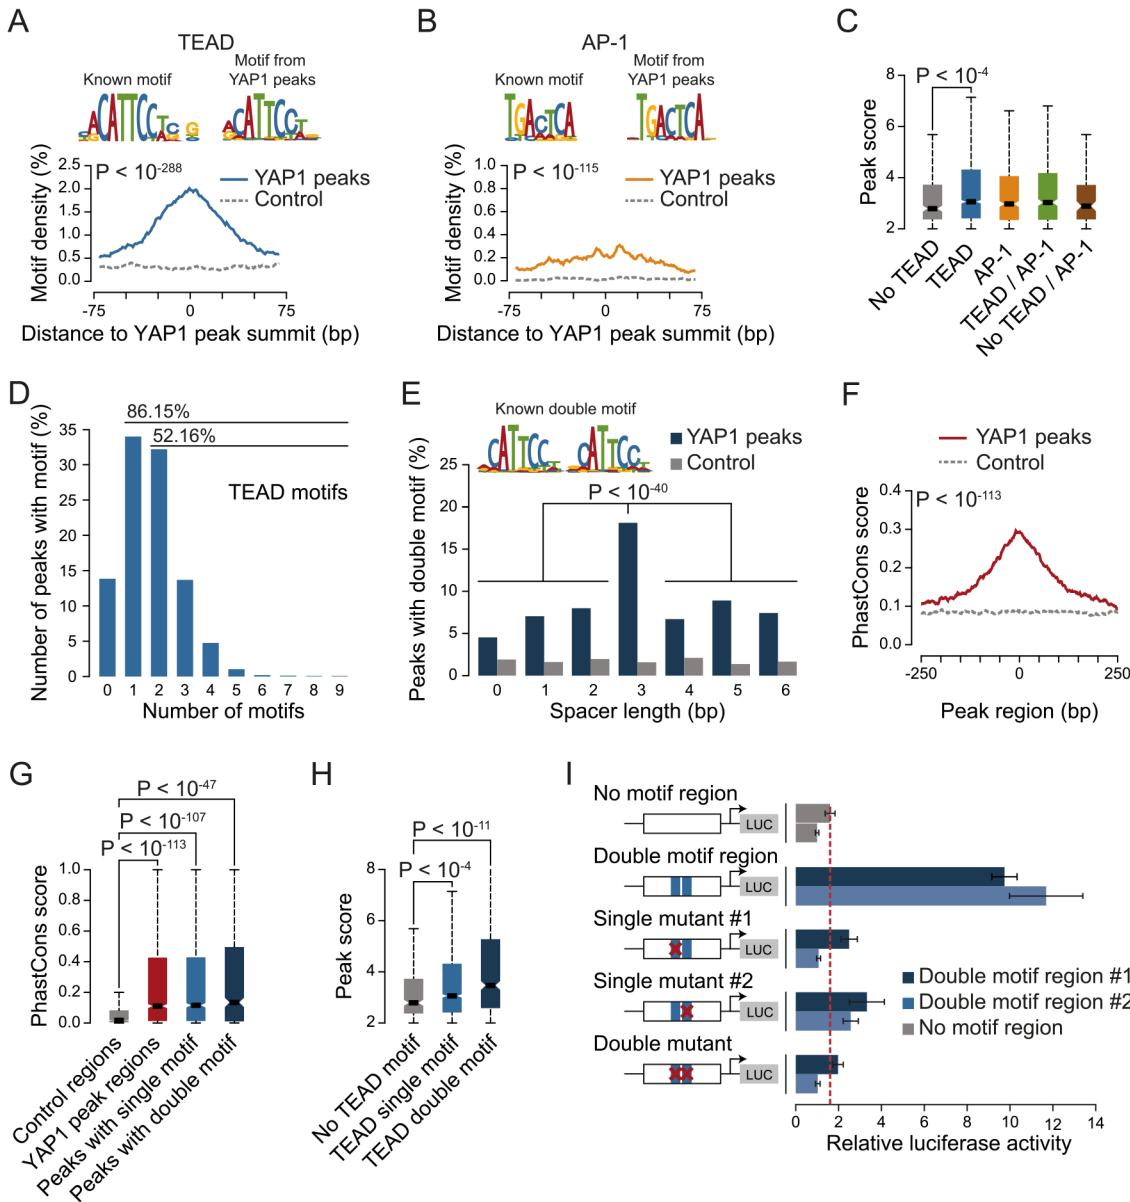 A
TEAD
Known motif
Motif from
YAP1 peaks
ACATTCCTCG
ACATTCCT
P < 10-288
YAP1 peaks
Control
Motif density (%)
2.5
2.0
1.5
1.0
0.5
0.0
-75 0 75
Distance to YAP1 peak summit (bp)
B
AP-1
Known motif
Motif from
YAP1 peaks
TGACTCA
TGACTCA
P < 10-115
YAP1 peaks
Control
Motif density (%)
1.0
0.8
0.6
0.4
0.2
0.0
-75 0 75
Distance to YAP1 peak summit (bp)
C
P < 10-4
Peak score
8
6
4
2
No TEAD
TEAD
AP-1
TEAD / AP-1
No TEAD / AP-1
D
86.15%
52.16%
TEAD motifs
Number of peaks with motif (%)
35
30
25
20
15
10
5
0
0 1 2 3 4 5 6 7 8 9
Number of motifs
E
Known double motif
CATTCCT CATTCCT
YAP1 peaks
Control
P < 10-40
Peaks with double motif (%)
25
20
15
10
5
0
0 1 2 3 4 5 6
Spacer length (bp)
F
YAP1 peaks
Control
P < 10-113
PhastCons score
0.4
0.3
0.2
0.1
0.0
-250 0 250
Peak region (bp)
G
P < 10-47
P < 10-107
P < 10-113
PhastCons score
1.0
0.8
0.6
0.4
0.2
0.0
Control regions
YAP1 peak regions
Peaks with single motif
Peaks with double motif
H
P < 10-11
P < 10-4
Peak score
8
6
4
2
No TEAD motif
TEAD single motif
TEAD double motif
I
No motif region
LUC
Double motif region
LUC
Single mutant #1
LUC
Single mutant #2
LUC
Double mutant
LUC
Double motif region #1
Double motif region #2
No motif region
0 2 4 6 8 10 12 14
Relative luciferase activity